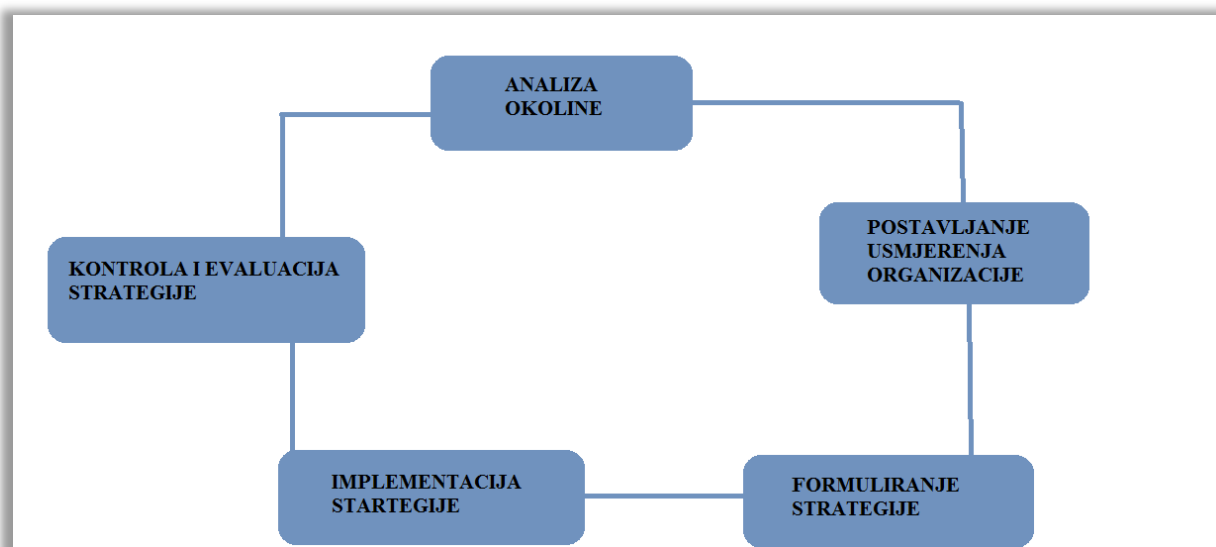 ANALIZA
OKOLINE
POSTAVLJANJE
USMJERENJA
ORGANIZACIJE
KONTROLA I EVALUACIJA
STRATEGIJE
IMPLEMENTACIJA
STARTEGIJE
FORMULIRANJE
STRATEGIJE